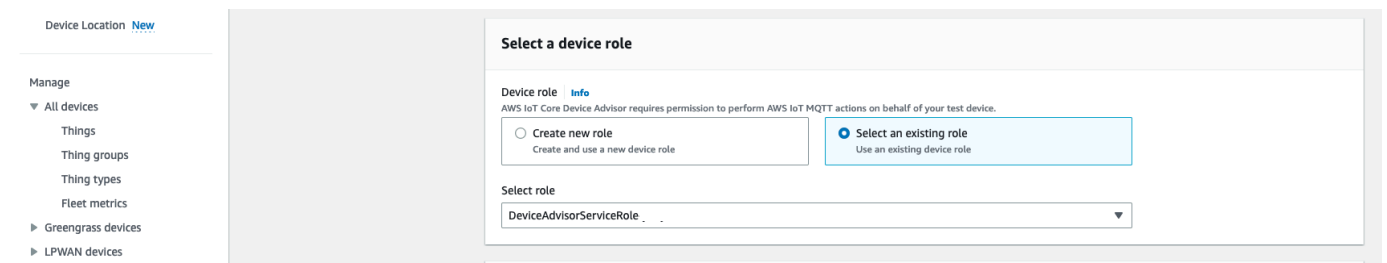 Device Location New
Manage
All devices
Things
Thing groups
Thing types
Fleet metrics
Greengrass devices
LPWAN devices
Select a device role
Device role Info
AWS IoT Core Device Advisor requires permission to perform AWS IoT MQTT actions on behalf of your test device.
Create new role
Create and use a new device role
Select an existing role
Use an existing device role
Select role
DeviceAdvisorServiceRole